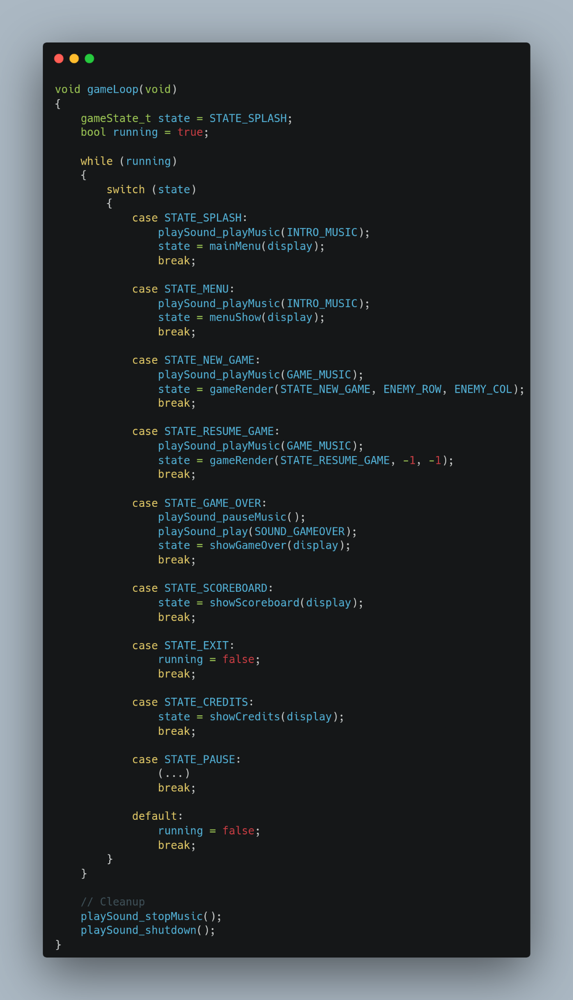 void gameLoop(void)
{
    gameState_t state = STATE_SPLASH;
    bool running = true;

    while (running)
    {
        switch (state)
        {
            case STATE_SPLASH:
                playSound_playMusic(INTRO_MUSIC);
                state = mainMenu(display);
                break;

            case STATE_MENU:
                playSound_playMusic(INTRO_MUSIC);
                state = menuShow(display);
                break;

            case STATE_NEW_GAME:
                playSound_playMusic(GAME_MUSIC);
                state = gameRender(STATE_NEW_GAME, ENEMY_ROW, ENEMY_COL);
                break;

            case STATE_RESUME_GAME:
                playSound_playMusic(GAME_MUSIC);
                state = gameRender(STATE_RESUME_GAME, -1, -1);
                break;

            case STATE_GAME_OVER:
                playSound_pauseMusic();
                playSound_play(SOUND_GAMEOVER);
                state = showGameOver(display);
                break;

            case STATE_SCOREBOARD:
                state = showScoreboard(display);
                break;

            case STATE_EXIT:
                running = false;
                break;

            case STATE_CREDITS:
                state = showCredits(display);
                break;

            case STATE_PAUSE:
                (...)
                break;

            default:
                running = false;
                break;
        }
    }

    // Cleanup
    playSound_stopMusic();
    playSound_shutdown();
}